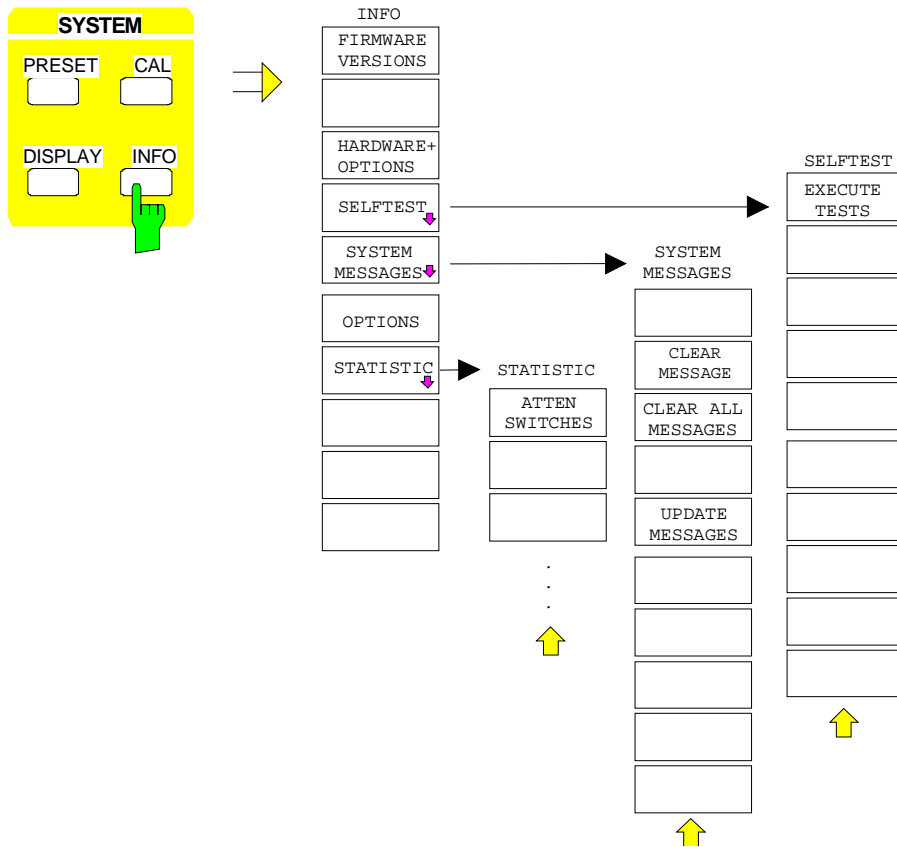 SYSTEM
PRESET
CAL
DISPLAY
INFO
INFO
FIRMWARE
VERSIONS
HARDWARE+
OPTIONS
SELFTEST
SYSTEM
MESSAGES
OPTIONS
STATISTIC
STATISTIC
ATTEN
SWITCHES
.
.
.
SYSTEM
MESSAGES
CLEAR
MESSAGE
CLEAR ALL
MESSAGES
UPDATE
MESSAGES
SELFTEST
EXECUTE
TESTS